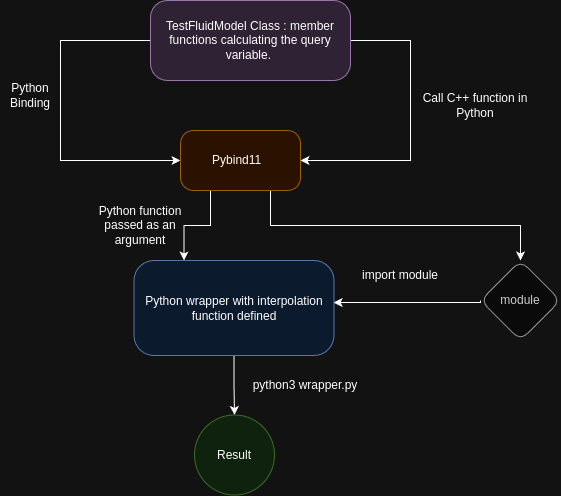 TestFluidModel Class : member
functions calculating the query
variable.
Python
Binding
Call C++ function in
Python
Pybind11
Python function
passed as an
argument
import module
module
Python wrapper with interpolation
function defined
python3 wrapper.py
Result